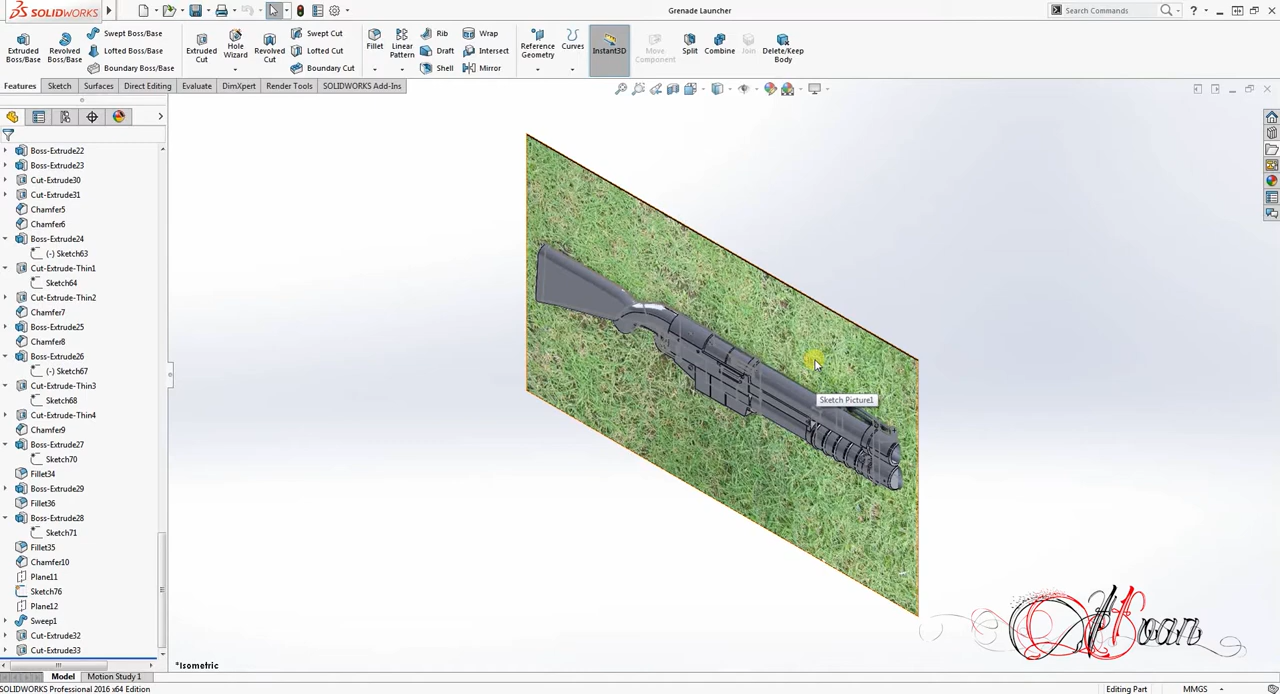 SOLIDWORKS
Grenade Launcher
Search Commands
Extruded Boss/Base
Revolved Boss/Base
Swept Boss/Base
Lofted Boss/Base
Boundary Boss/Base
Extruded Cut
Hole Wizard
Revolved Cut
Swept Cut
Lofted Cut
Boundary Cut
Fillet
Linear Pattern
Rib
Draft
Shell
Wrap
Intersect
Mirror
Reference Geometry
Curves
Instant3D
Move Component
Split
Combine
Join
Delete/Keep Body
Features
Sketch
Surfaces
Direct Editing
Evaluate
DimXpert
Render Tools
SOLIDWORKS Add-Ins
Boss-Extrude22
Boss-Extrude23
Cut-Extrude30
Cut-Extrude31
Chamfer5
Chamfer6
Boss-Extrude24
(-) Sketch63
Cut-Extrude-Thin1
Sketch64
Cut-Extrude-Thin2
Chamfer7
Boss-Extrude25
Chamfer8
Boss-Extrude26
(-) Sketch67
Cut-Extrude-Thin3
Sketch68
Cut-Extrude-Thin4
Chamfer9
Boss-Extrude27
Sketch70
Fillet34
Boss-Extrude29
Fillet36
Boss-Extrude28
Sketch71
Fillet35
Chamfer10
Plane11
Sketch76
Plane12
Sweep1
Cut-Extrude32
Cut-Extrude33
Sketch Picture1
*Isometric
Model
Motion Study 1
SOLIDWORKS Professional 2016 x64 Edition
Editing Part
MMGS